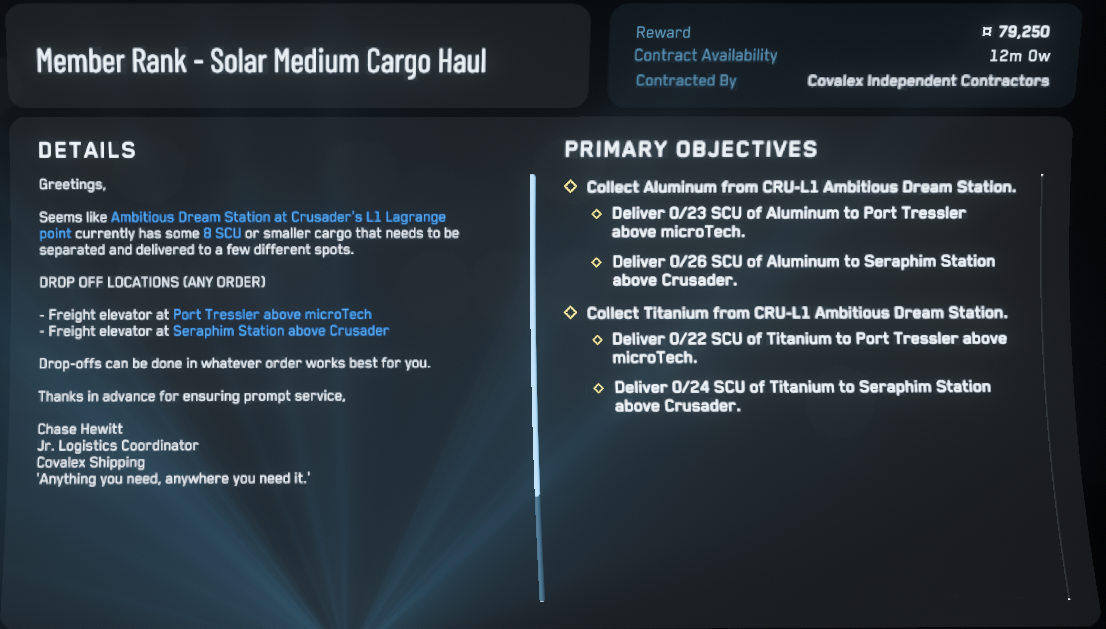 Member Rank - Solar Medium Cargo Haul
Reward ¤ 79,250
Contract Availability 12m 0w
Contracted By Covalex Independent Contractors
DETAILS
Greetings,
Seems like Ambitious Dream Station at Crusader's L1 Lagrange
point currently has some 8 SCU or smaller cargo that needs to be
separated and delivered to a few different spots.
DROP OFF LOCATIONS (ANY ORDER)
- Freight elevator at Port Tressler above microTech
- Freight elevator at Seraphim Station above Crusader
Drop-offs can be done in whatever order works best for you.
Thanks in advance for ensuring prompt service,
Chase Hewitt
Jr. Logistics Coordinator
Covalex Shipping
'Anything you need, anywhere you need it.'
PRIMARY OBJECTIVES
Collect Aluminum from CRU-L1 Ambitious Dream Station.
Deliver 0/23 SCU of Aluminum to Port Tressler
above microTech.
Deliver 0/26 SCU of Aluminum to Seraphim Station
above Crusader.
Collect Titanium from CRU-L1 Ambitious Dream Station.
Deliver 0/22 SCU of Titanium to Port Tressler above
microTech.
Deliver 0/24 SCU of Titanium to Seraphim Station
above Crusader.